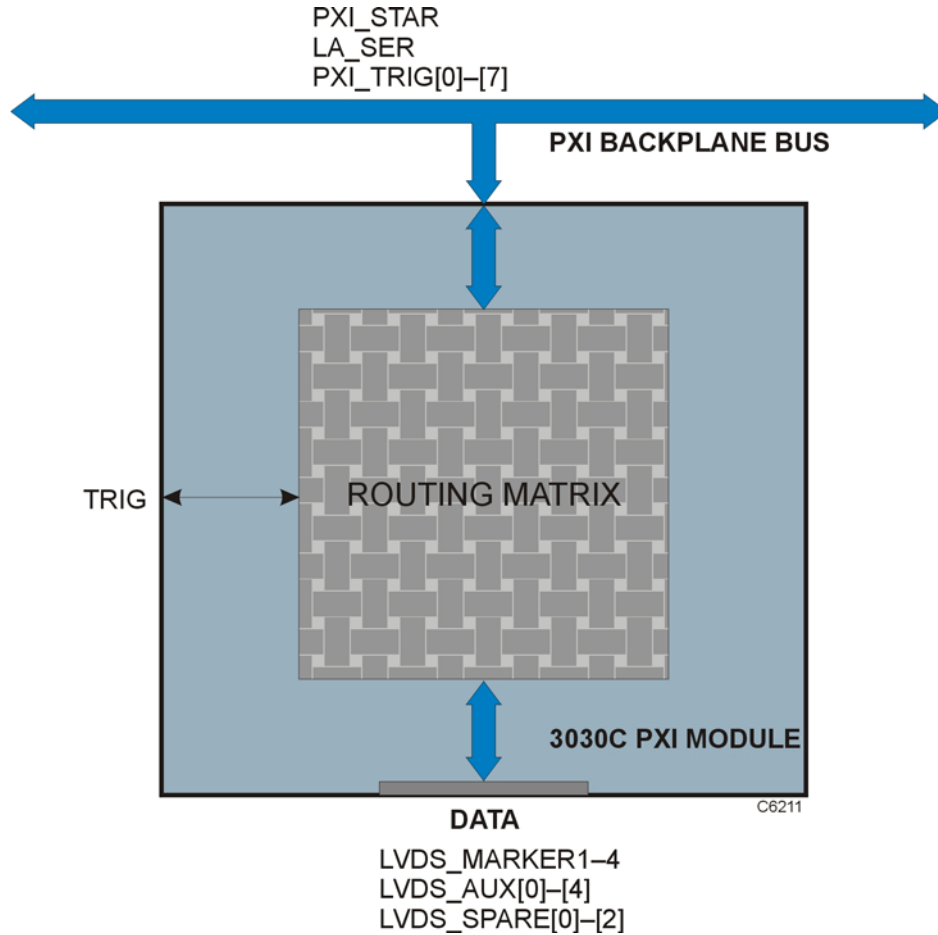 PXI_STAR
LA_SER
PXI_TRIG[0]–[7]
PXI BACKPLANE BUS
TRIG
ROUTING MATRIX
3030C PXI MODULE
C6211
DATA
LVDS_MARKER1–4
LVDS_AUX[0]–[4]
LVDS_SPARE[0]–[2]